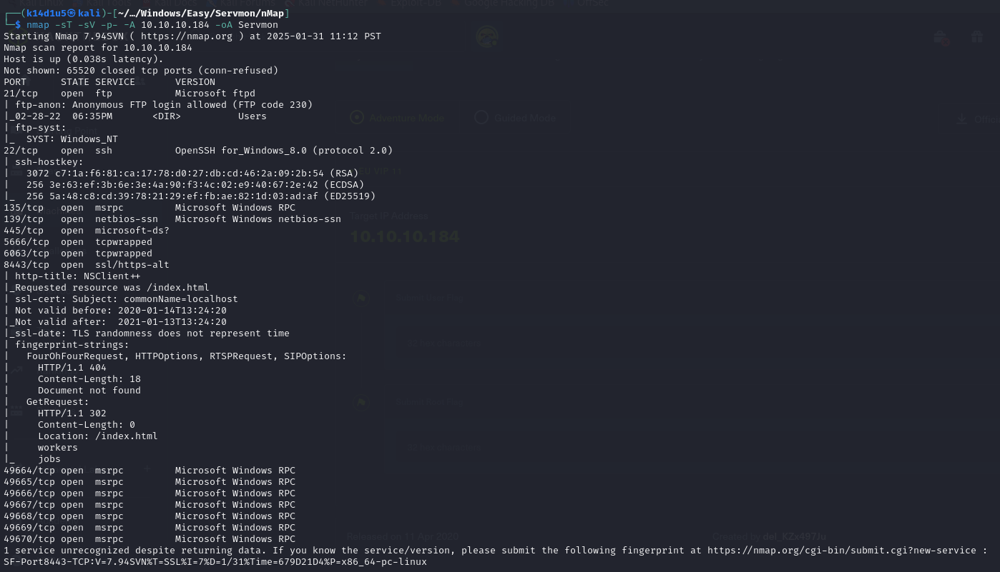 ┌──(k14d1u5㉿kali)-[~/…/Windows/Easy/Servmon/nMap]
└─$ nmap -sT -sV -p- -A 10.10.10.184 -oA Servmon
Starting Nmap 7.94SVN ( https://nmap.org ) at 2025-01-31 11:12 PST
Nmap scan report for 10.10.10.184
Host is up (0.038s latency).
Not shown: 65520 closed tcp ports (conn-refused)
PORT      STATE SERVICE       VERSION
21/tcp    open  ftp           Microsoft ftpd
| ftp-anon: Anonymous FTP login allowed (FTP code 230)
|_02-28-22  06:35PM       <DIR>          Users
| ftp-syst:
|_  SYST: Windows_NT
22/tcp    open  ssh           OpenSSH for_Windows_8.0 (protocol 2.0)
| ssh-hostkey:
|   3072 c7:1a:f6:81:ca:17:78:d0:27:db:cd:46:2a:09:2b:54 (RSA)
|   256 3e:63:ef:3b:6e:3e:4a:90:f3:4c:02:e9:40:67:2e:42 (ECDSA)
|_  256 5a:48:c8:cd:39:78:21:29:ef:fb:ae:82:1d:03:ad:af (ED25519)
135/tcp   open  msrpc         Microsoft Windows RPC
139/tcp   open  netbios-ssn   Microsoft Windows netbios-ssn
Target IP Address
445/tcp   open  microsoft-ds?
10.10.10.184
5666/tcp  open  tcpwrapped
6063/tcp  open  tcpwrapped
8443/tcp  open  ssl/https-alt
| http-title: NSClient++
|_Requested resource was /index.html
| ssl-cert: Subject: commonName=localhost
| Not valid before: 2020-01-14T13:24:20
|_Not valid after:  2021-01-13T13:24:20
|_ssl-date: TLS randomness does not represent time
| fingerprint-strings:
|   FourOhFourRequest, HTTPOptions, RTSPRequest, SIPOptions:
|     HTTP/1.1 404
|     Content-Length: 18
|     Document not found
|   GetRequest:
|     HTTP/1.1 302
|     Content-Length: 0
|     Location: /index.html
|     workers
|_    jobs
49664/tcp open  msrpc         Microsoft Windows RPC
49665/tcp open  msrpc         Microsoft Windows RPC
49666/tcp open  msrpc         Microsoft Windows RPC
49667/tcp open  msrpc         Microsoft Windows RPC
49668/tcp open  msrpc         Microsoft Windows RPC
49669/tcp open  msrpc         Microsoft Windows RPC
49670/tcp open  msrpc         Microsoft Windows RPC
Released on 11 Apr 2020
1 service unrecognized despite returning data. If you know the service/version, please submit the following fingerprint at https://nmap.org/cgi-bin/submit.cgi?new-service :
SF-Port8443-TCP:V=7.94SVN%T=SSL%I=7%D=1/31%Time=679D21D4%P=x86_64-pc-linux
Adventure Mode
Guided Mode